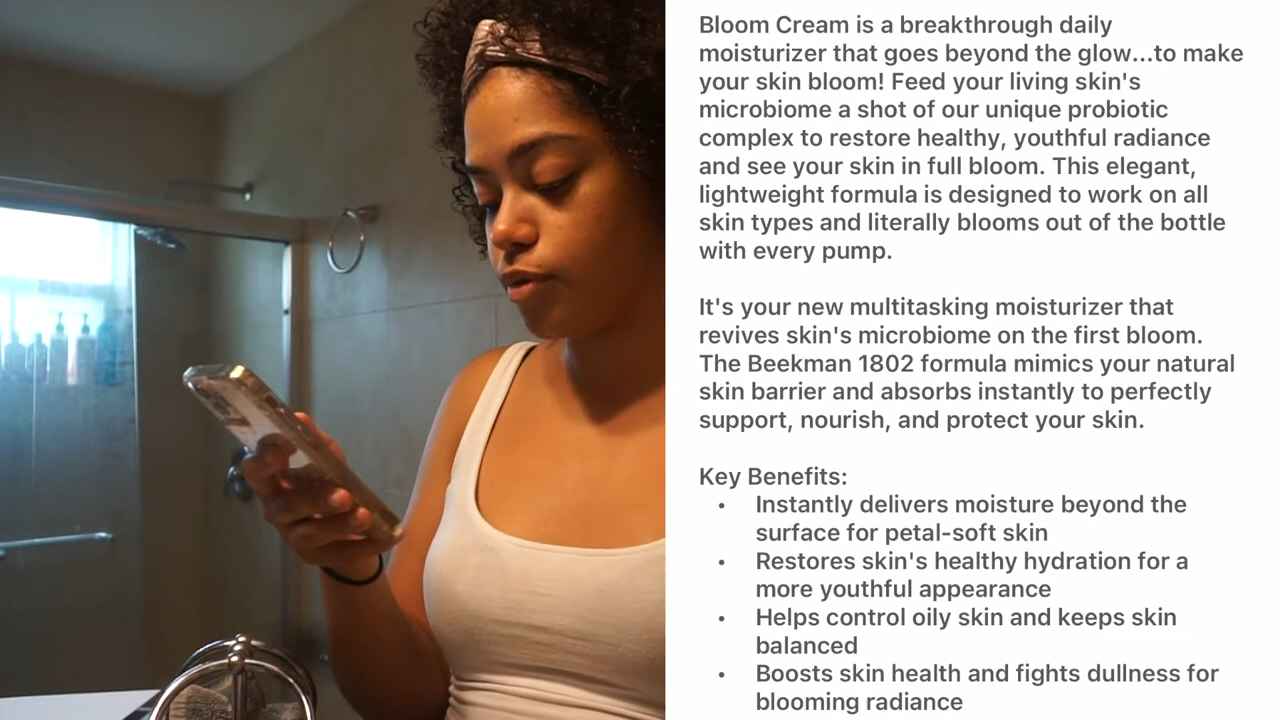 Bloom Cream is a breakthrough daily
moisturizer that goes beyond the glow...to make
your skin bloom! Feed your living skin's
microbiome a shot of our unique probiotic
complex to restore healthy, youthful radiance
and see your skin in full bloom. This elegant,
lightweight formula is designed to work on all
skin types and literally blooms out of the bottle
with every pump.
It's your new multitasking moisturizer that
revives skin's microbiome on the first bloom.
The Beekman 1802 formula mimics your natural
skin barrier and absorbs instantly to perfectly
support, nourish, and protect your skin.
Key Benefits:
• Instantly delivers moisture beyond the
surface for petal-soft skin
• Restores skin's healthy hydration for a
more youthful appearance
• Helps control oily skin and keeps skin
balanced
• Boosts skin health and fights dullness for
blooming radiance